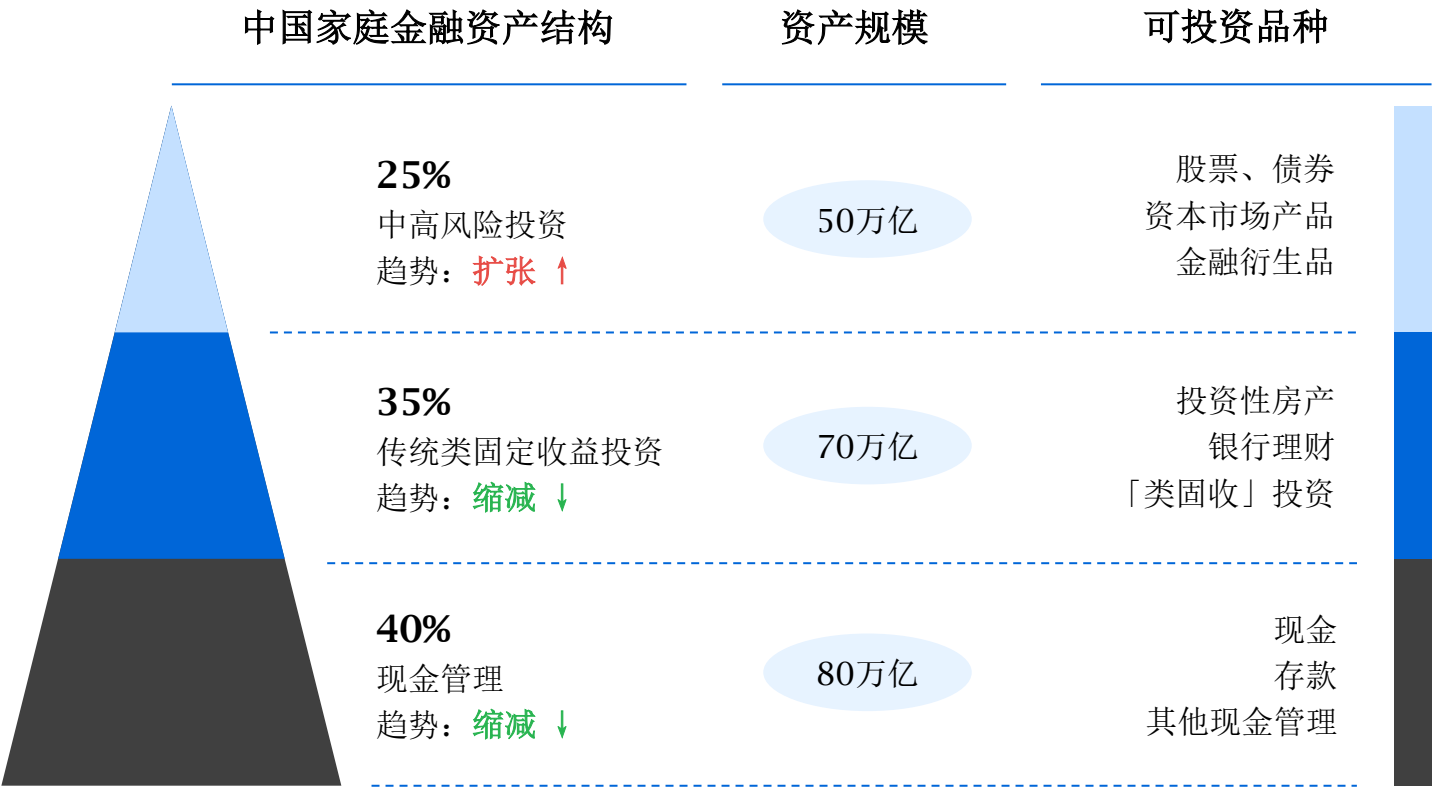 中国家庭金融资产结构
资产规模
可投资品种
25%
中高风险投资
趋势：扩张 ↑
50万亿
股票、债券
资本市场产品
金融衍生品
35%
传统类固定收益投资
趋势：缩减 ↓
70万亿
投资性房产
银行理财
「类固收」投资
40%
现金管理
趋势：缩减 ↓
80万亿
现金
存款
其他现金管理